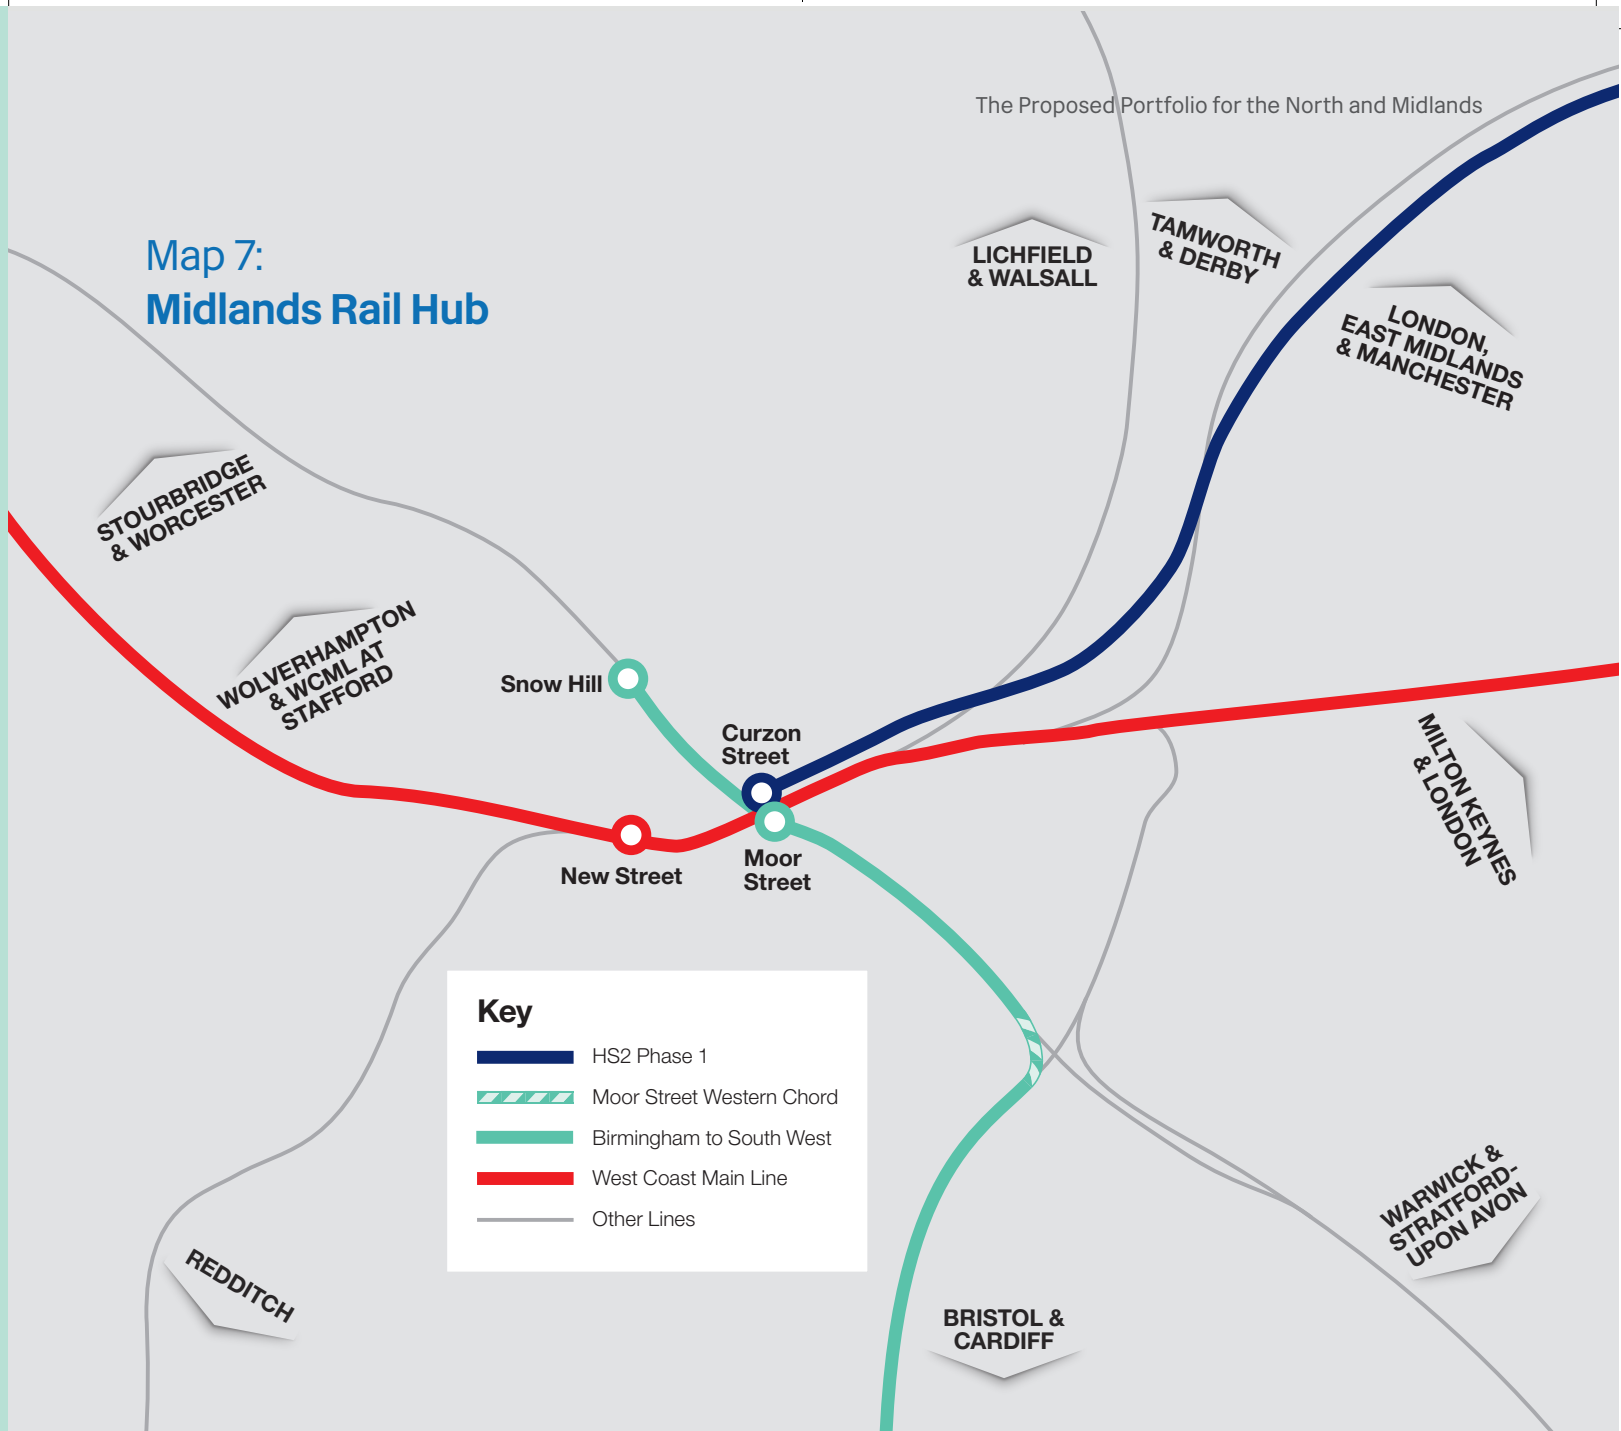 The Proposed Portfolio for the North and Midlands
Map 7:
Midlands Rail Hub
LICHFIELD
& WALSALL
TAMWORTH
& DERBY
LONDON,
EAST MIDLANDS
& MANCHESTER
STOURBRIDGE
& WORCESTER
WOLVERHAMPTON
& WCML AT
STAFFORD
Snow Hill
Curzon
Street
New Street
Moor
Street
MILTON KEYNES
& LONDON
Key
HS2 Phase 1
Moor Street Western Chord
Birmingham to South West
West Coast Main Line
Other Lines
WARWICK &
STRATFORD-
UPON AVON
REDDITCH
BRISTOL &
CARDIFF